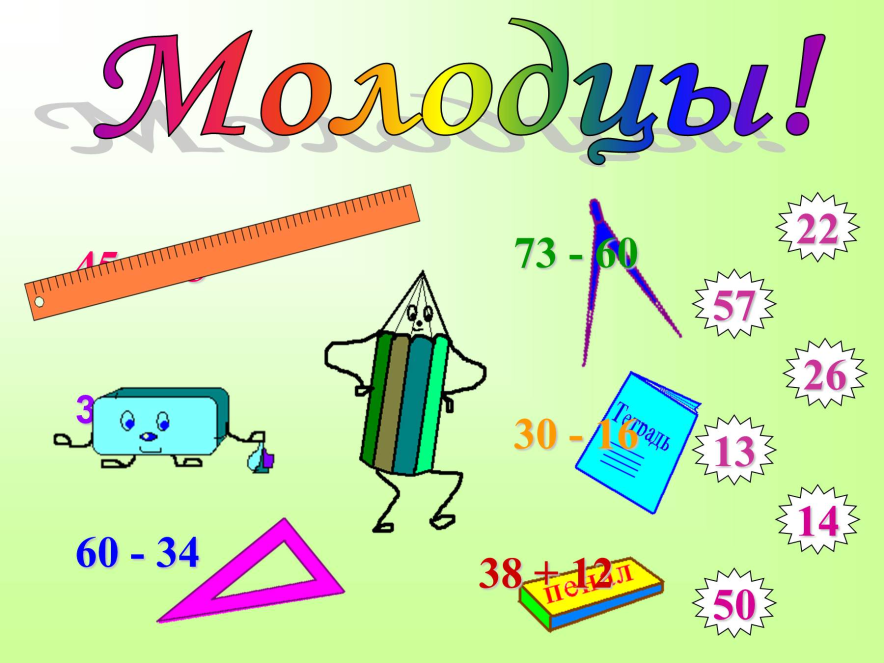 Молодцы!
73 - 60
22
57
26
30 - 16
Тетрадь
13
14
60 - 34
38 + 12
пенал
50